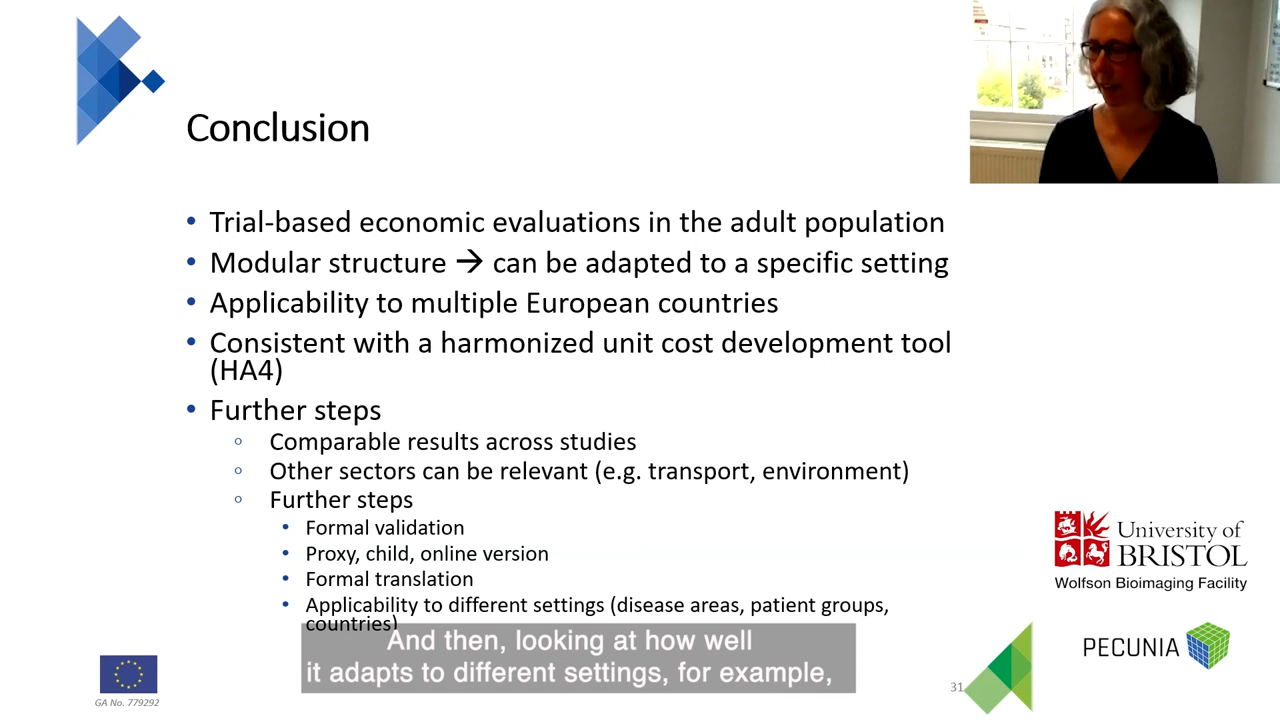 Conclusion
• Trial-based economic evaluations in the adult population
• Modular structure → can be adapted to a specific setting
• Applicability to multiple European countries
• Consistent with a harmonized unit cost development tool
(HA4)
• Further steps
◦ Comparable results across studies
◦ Other sectors can be relevant (e.g. transport, environment)
◦ Further steps
• Formal validation
• Proxy, child, online version
• Formal translation
• Applicability to different settings (disease areas, patient groups,
countries)
And then, looking at how well
it adapts to different settings, for example,
University of
BRISTOL
Wolfson Bioimaging Facility
PECUNIA
GA No. 779292
31